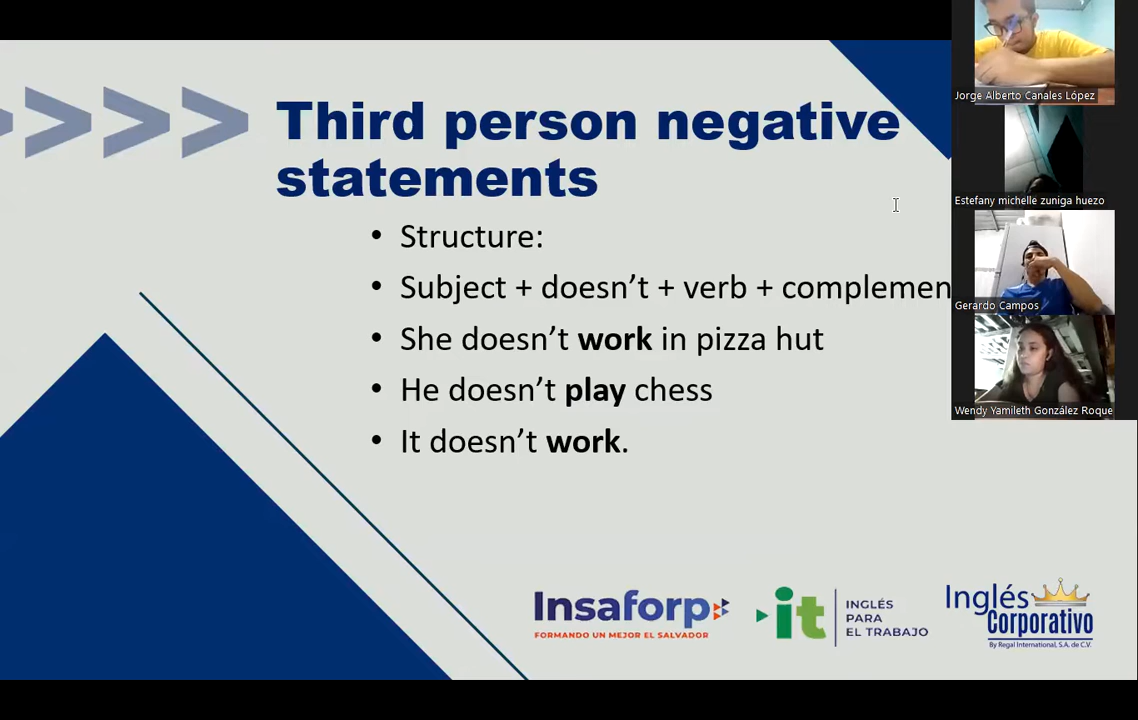 Third person negative
statements
• Structure:
• Subject + doesn't + verb + complemen
• She doesn't work in pizza hut
• He doesn't play chess
• It doesn't work.
Jorge Alberto Canales López
Estefany michelle zuniga huezo
Gerardo Campos
Wendy Yamileth González Roque
Insaforp
FORMANDO UN MEJOR EL SALVADOR
it
INGLÉS
PARA
EL TRABAJO
Inglés
Corporativo
By Regal International, S.A. de C.V.